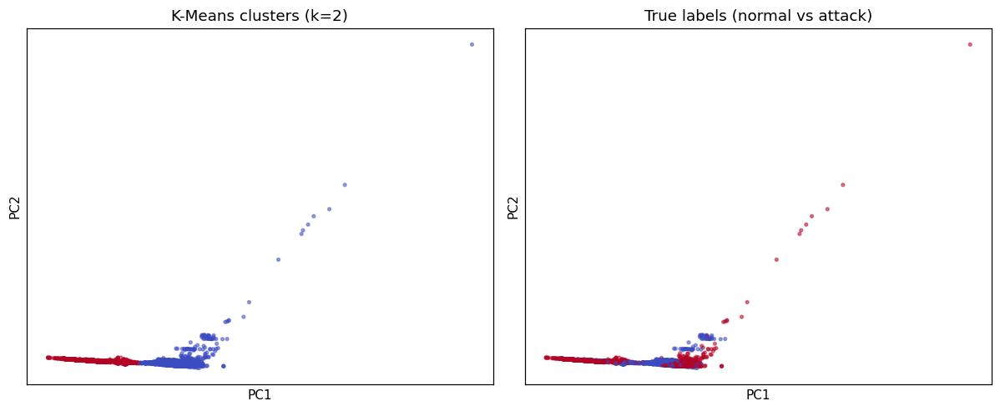 K-Means clusters (k=2)
PC2
PC1
True labels (normal vs attack)
PC2
PC1